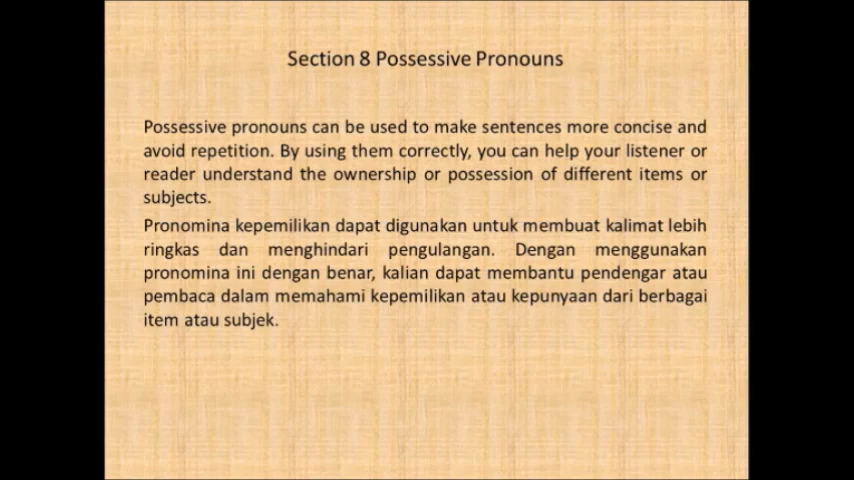 Section 8 Possessive Pronouns
Possessive pronouns can be used to make sentences more concise and
avoid repetition. By using them correctly, you can help your listener or
reader understand the ownership or possession of different items or
subjects.
Pronomina kepemilikan dapat digunakan untuk membuat kalimat lebih
ringkas dan menghindari pengulangan. Dengan menggunakan
pronomina ini dengan benar, kalian dapat membantu pendengar atau
pembaca dalam memahami kepemilikan atau kepunyaan dari berbagai
item atau subjek.